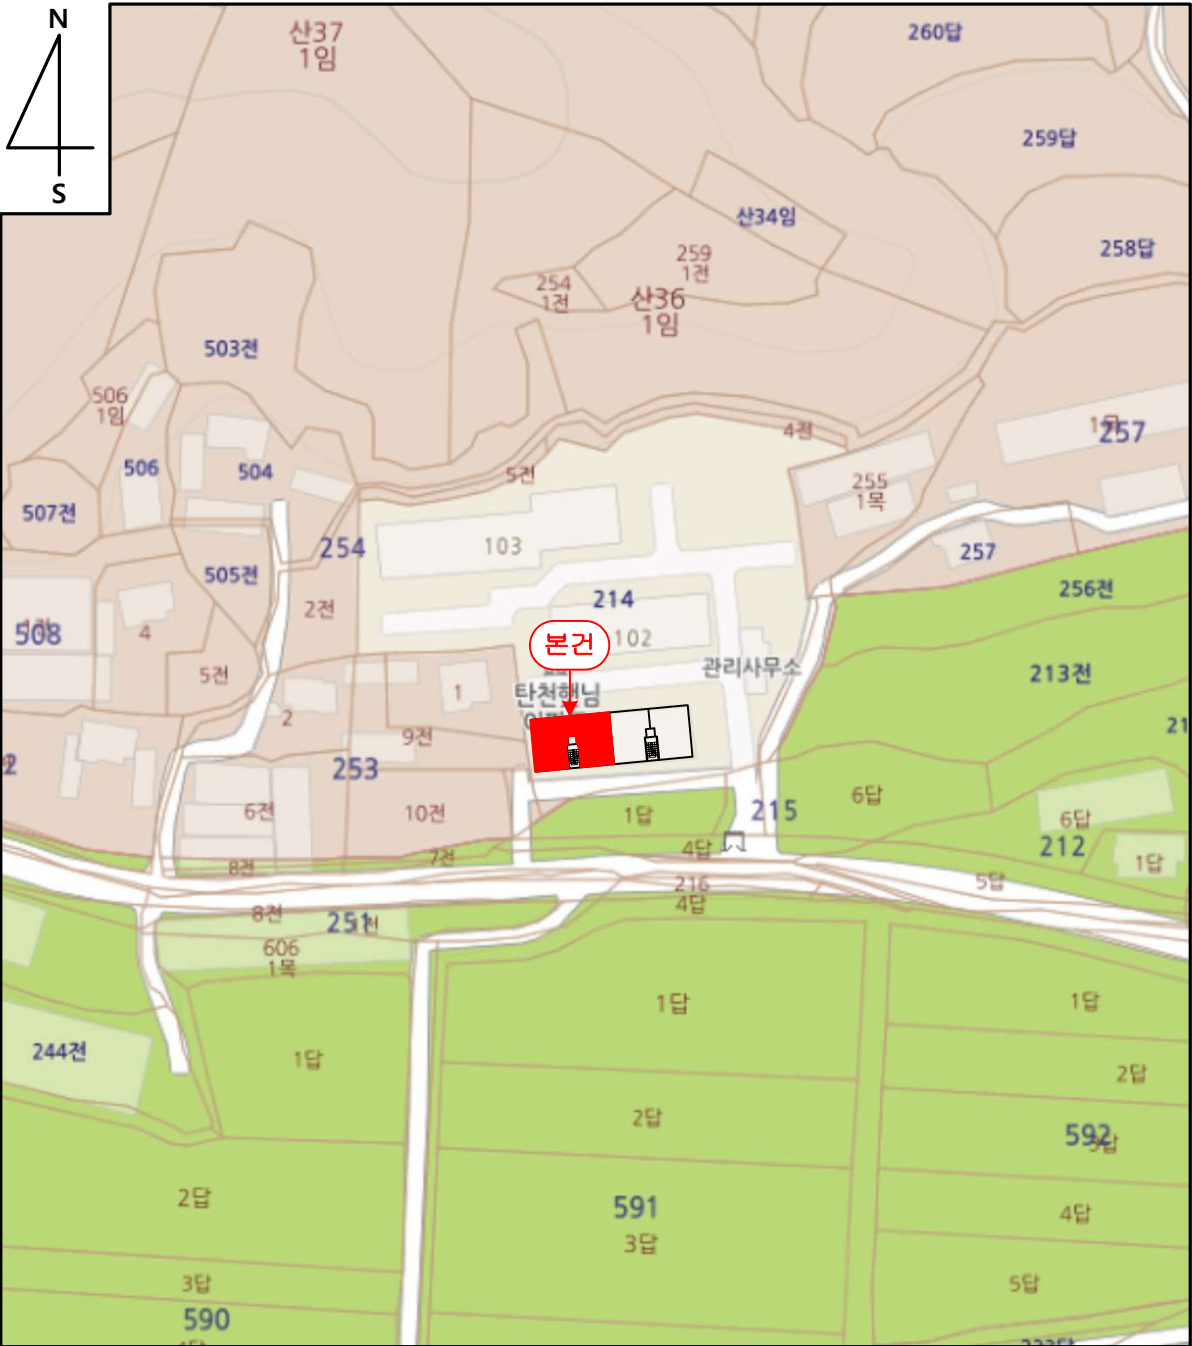 N
S
산37
1임
260답
259답
산34임
258답
259
1전
254
1전
산36
1임
503전
506
1임
4전
257
506
504
5전
255
1목
507전
103
254
257
505전
256전
2전
214
508
4
102
본건
관리사무소
5전
213전
1
탄천햇님
2
21
9전
2
253
6답
6전
10전
1답
215
6답
212
4답
7전
8전
1답
216
5답
4답
8전
251
606
1목
1답
1답
244전
1답
2답
2답
592
2답
591
4답
3답
3답
5답
590